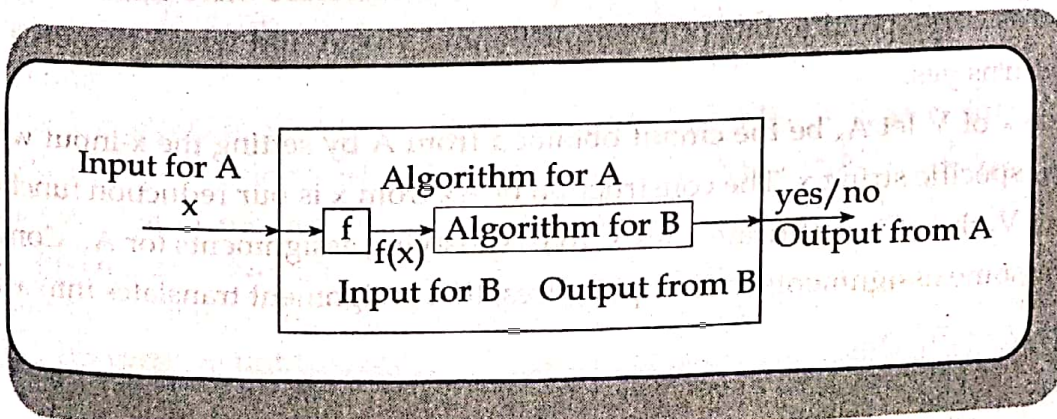 Input for A
x
Algorithm for A
f
f(x)
Algorithm for B
yes/no
Output from A
Input for B
Output from B